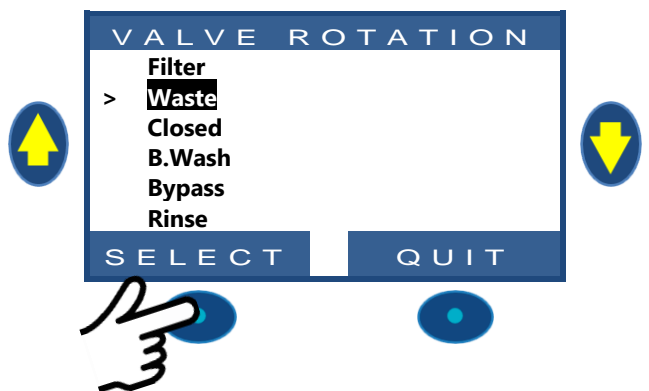 VALVE ROTATION
Filter
> Waste
Closed
B.Wash
Bypass
Rinse
SELECT QUIT